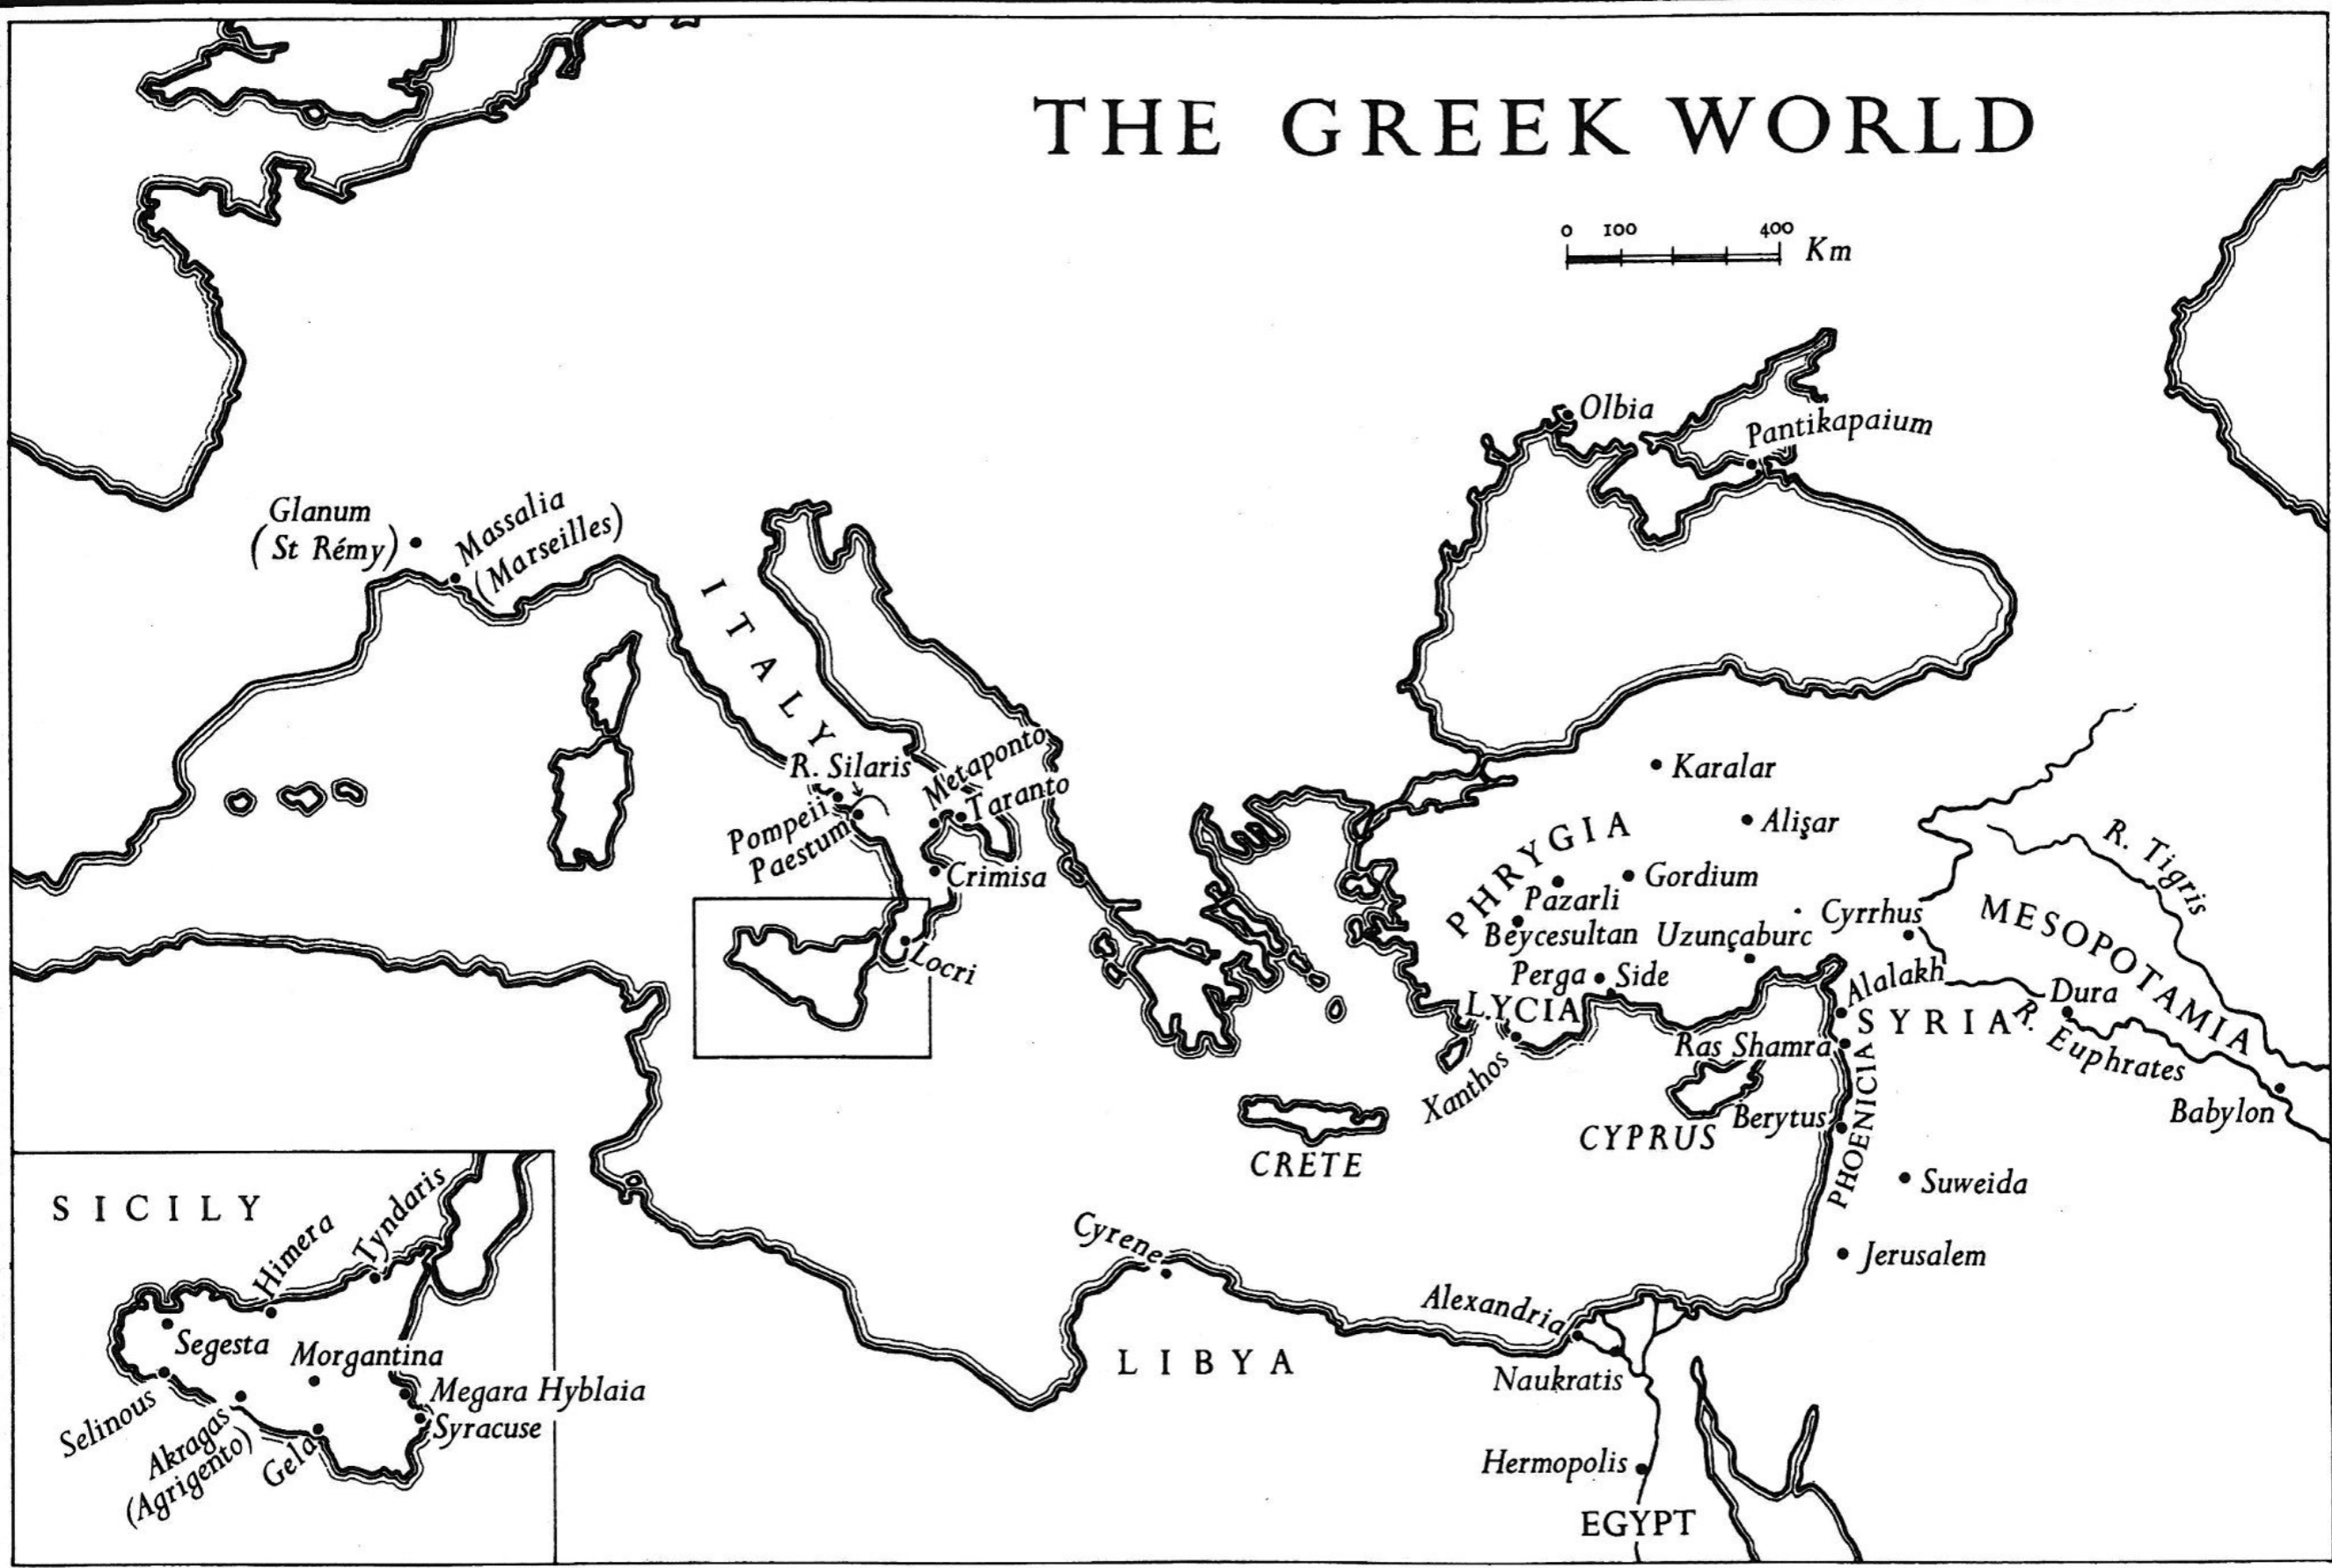 THE GREEK WORLD
0 100 400
Km
Olbia
Pantikapaium
Glanum
(St Rémy)
Massalia
(Marseilles)
ITALY
R. Silaris
Metaponto
Taranto
Pompeii
Paestum
Crimisa
Locri
Karalar
Alişar
PHRYGIA
Gordium
Pazarli
Beycesultan
Uzunçaburc
Cyrrhus
R. Tigris
MESOPOTAMIA
Perga
Side
LYCIA
Alalakh
Dura
SYRIA
R. Euphrates
Ras Shamra
Xanthos
PHOENICIA
Babylon
Berytus
CYPRUS
CRETE
Suweida
Jerusalem
Cyrene
Alexandria
LIBYA
Naukratis
Hermopolis
EGYPT
SICILY
Tyndaris
Himera
Segesta
Morgantina
Megara Hyblaia
Syracuse
Selinous
Akragas
(Agrigento)
Gela